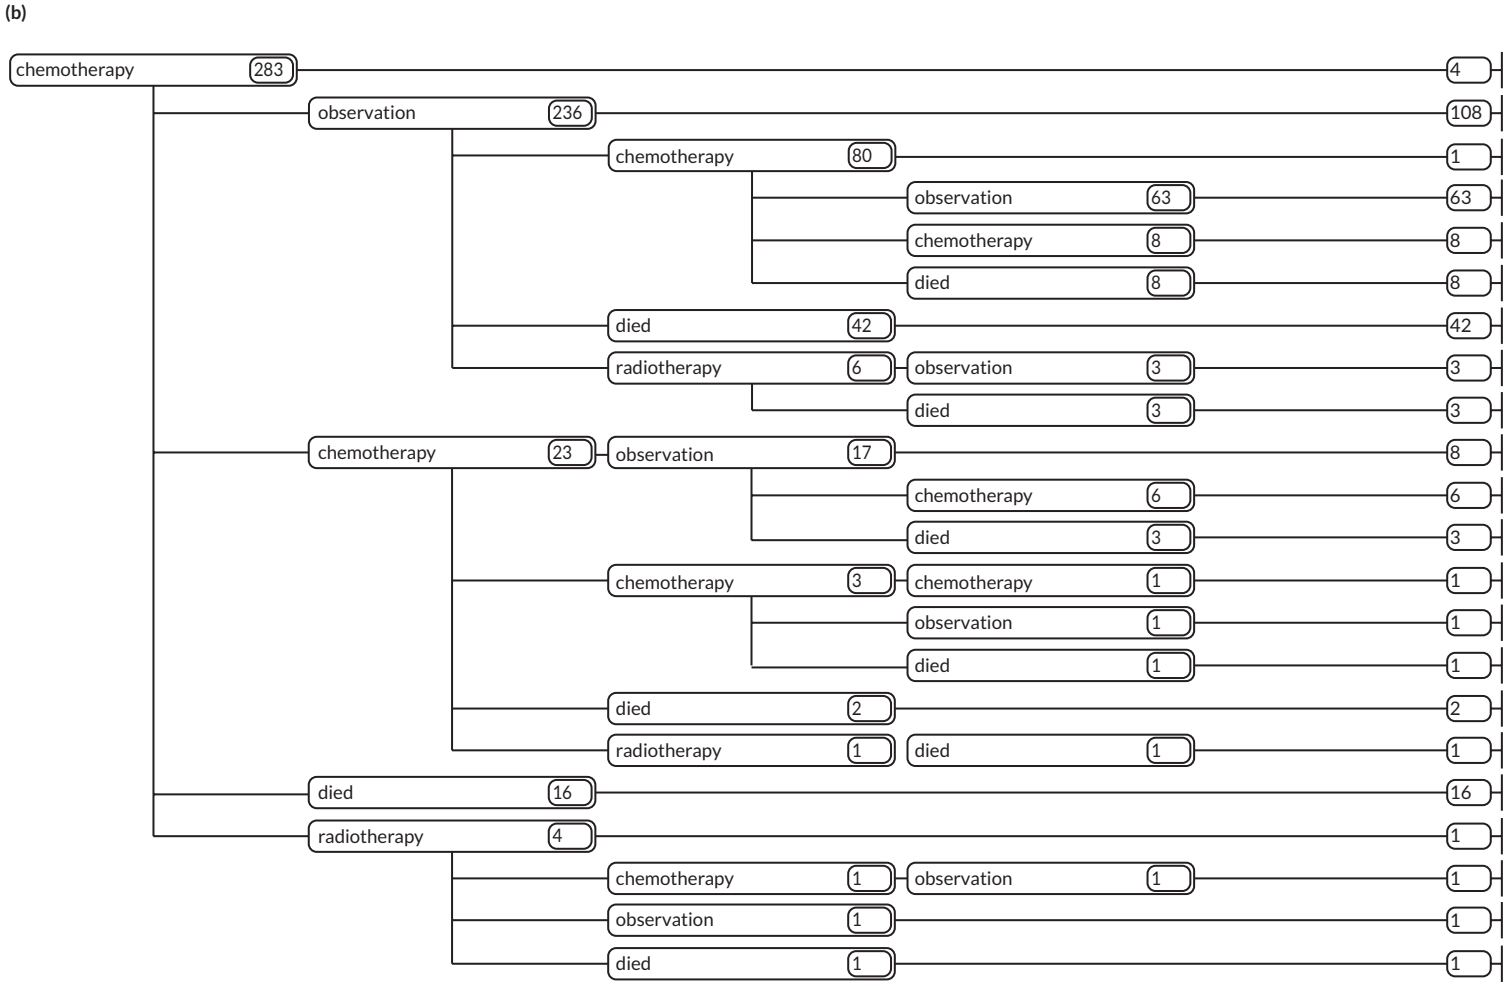 (b)
chemotherapy 283 4
observation 236 108
chemotherapy 80 1
observation 63 63
chemotherapy 8 8
died 8 8
died 42 42
radiotherapy 6 observation 3 3
died 3 3
chemotherapy 23 observation 17 8
chemotherapy 6 6
died 3 3
chemotherapy 3 chemotherapy 1 1
observation 1 1
died 1 1
died 2 2
radiotherapy 1 died 1 1
died 16 16
radiotherapy 4 1
chemotherapy 1 observation 1 1
observation 1 1
died 1 1